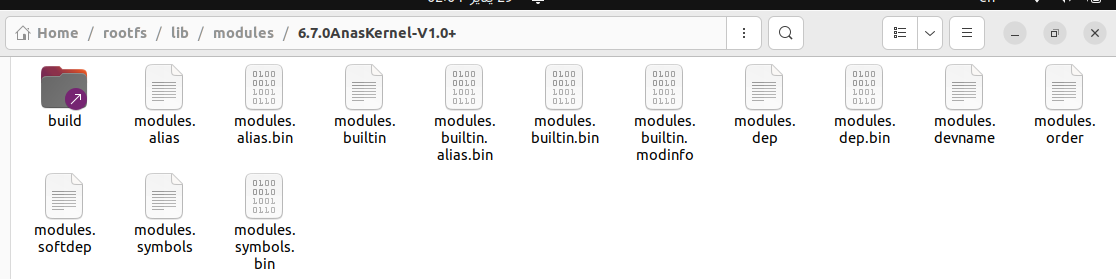 Home / rootfs / lib / modules / 6.7.0AnasKernel-V1.0+
build
modules.
alias
modules.
alias.bin
modules.
builtin
modules.
builtin.
alias.bin
modules.
builtin.bin
modules.
builtin.
modinfo
modules.
dep
modules.
dep.bin
modules.
devname
modules.
order
modules.
softdep
modules.
symbols
modules.
symbols.
bin